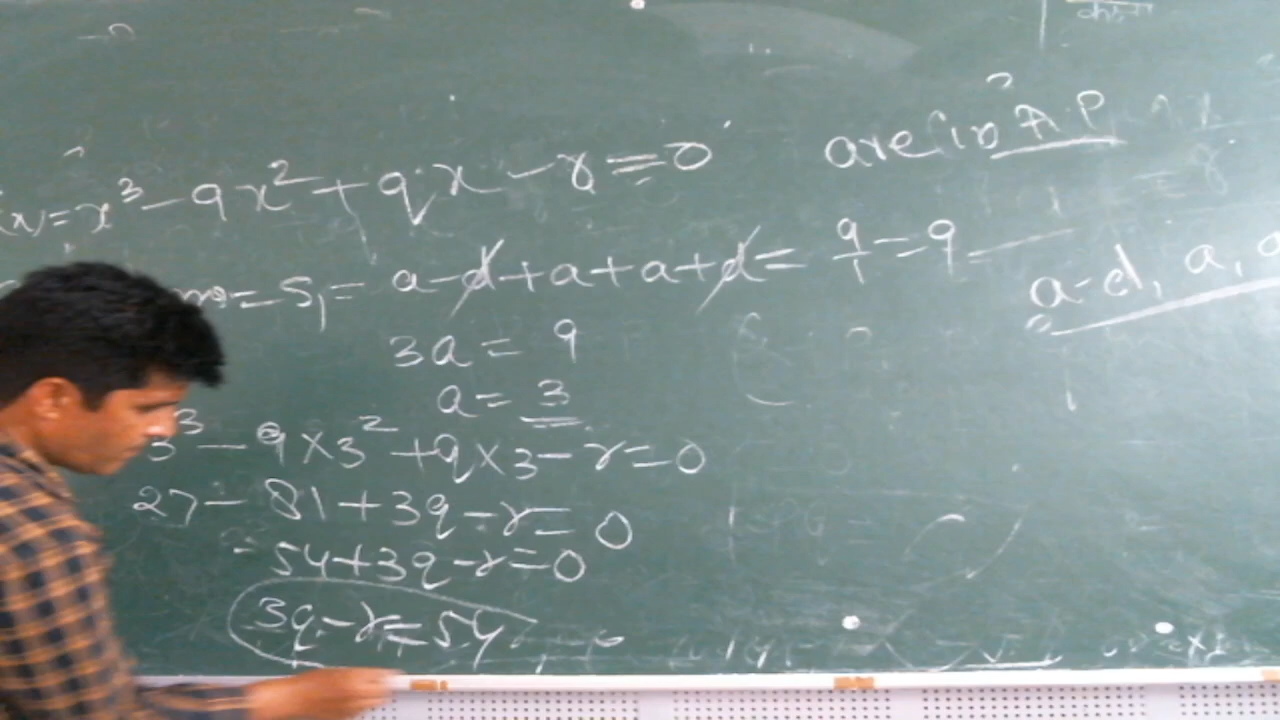 (x) = x³ - 9x² + qx - r = 0 are in A.P
= S₁ = a - d + a + a + d = 9/1 = 9
a-d, a, a
3a = 9
a = 3
3³ - 9×3² + q×3 - r = 0
27 - 81 + 3q - r = 0
- 54 + 3q - r = 0
3q - r = 54